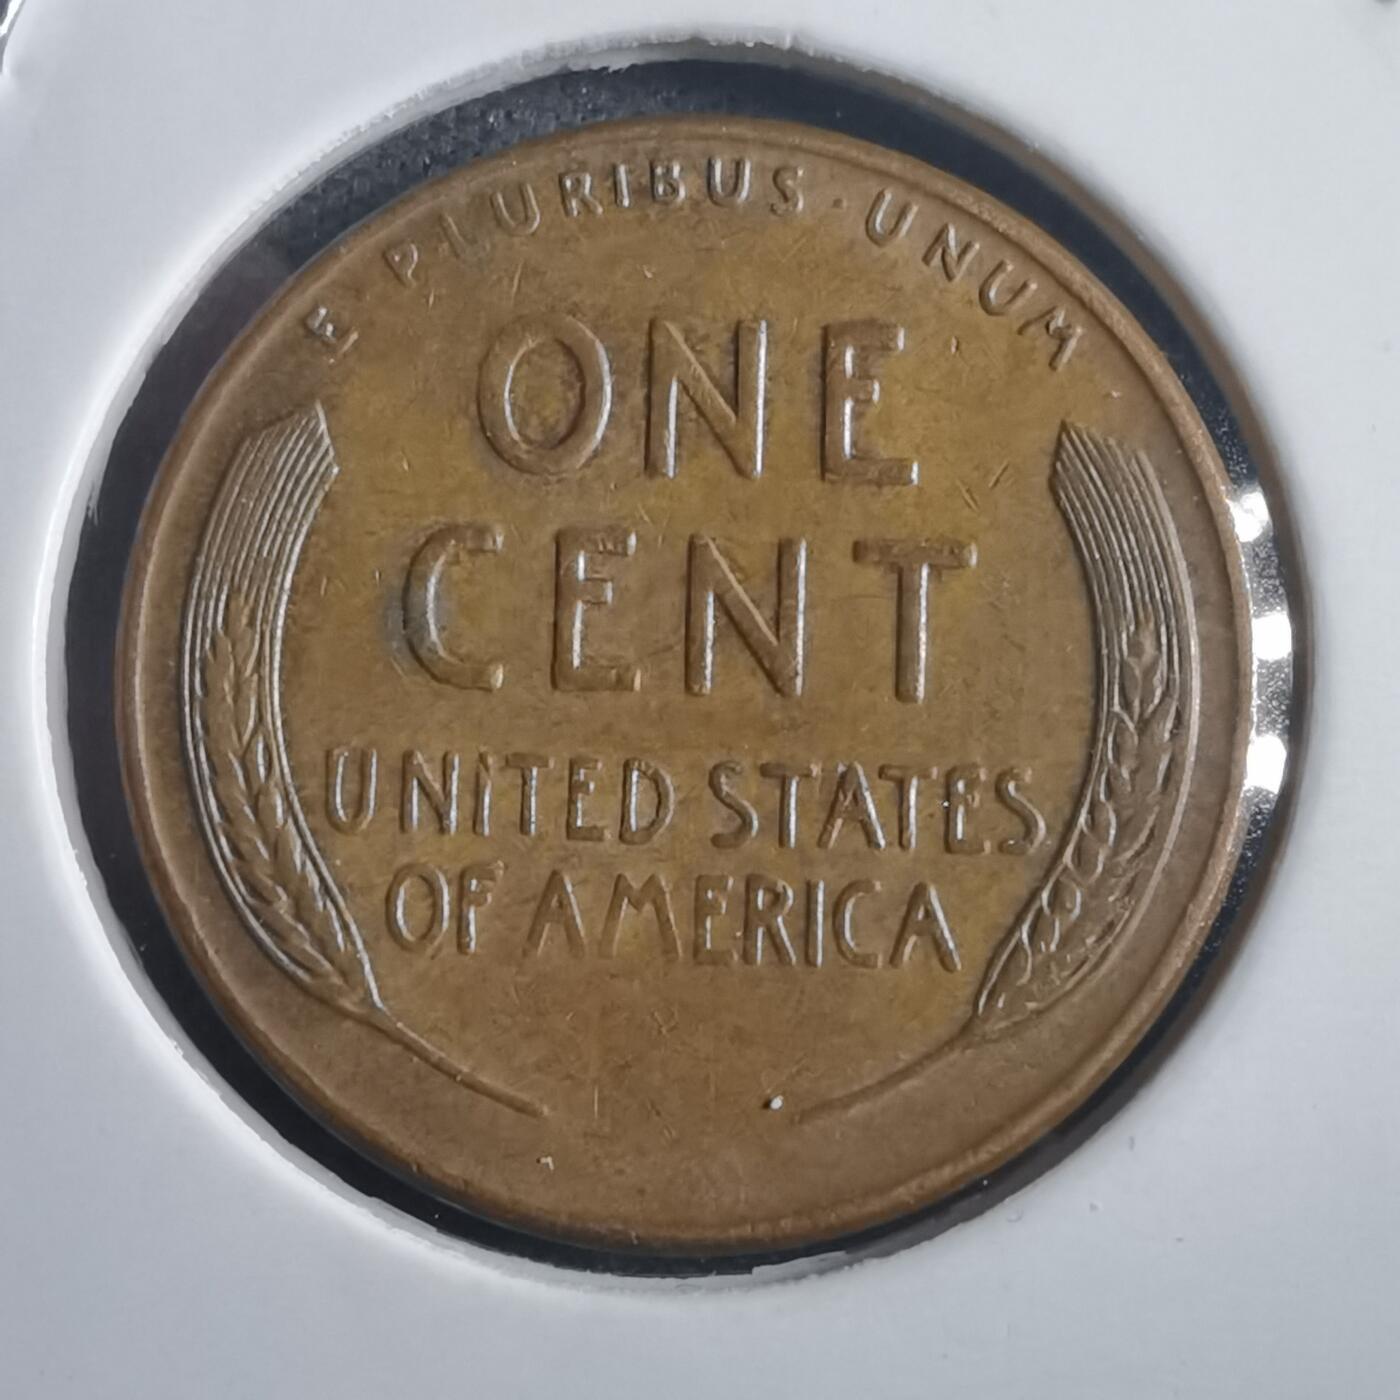 E PLURIBUS · UNUM
ONE
CENT
UNITED STATES
OF AMERICA